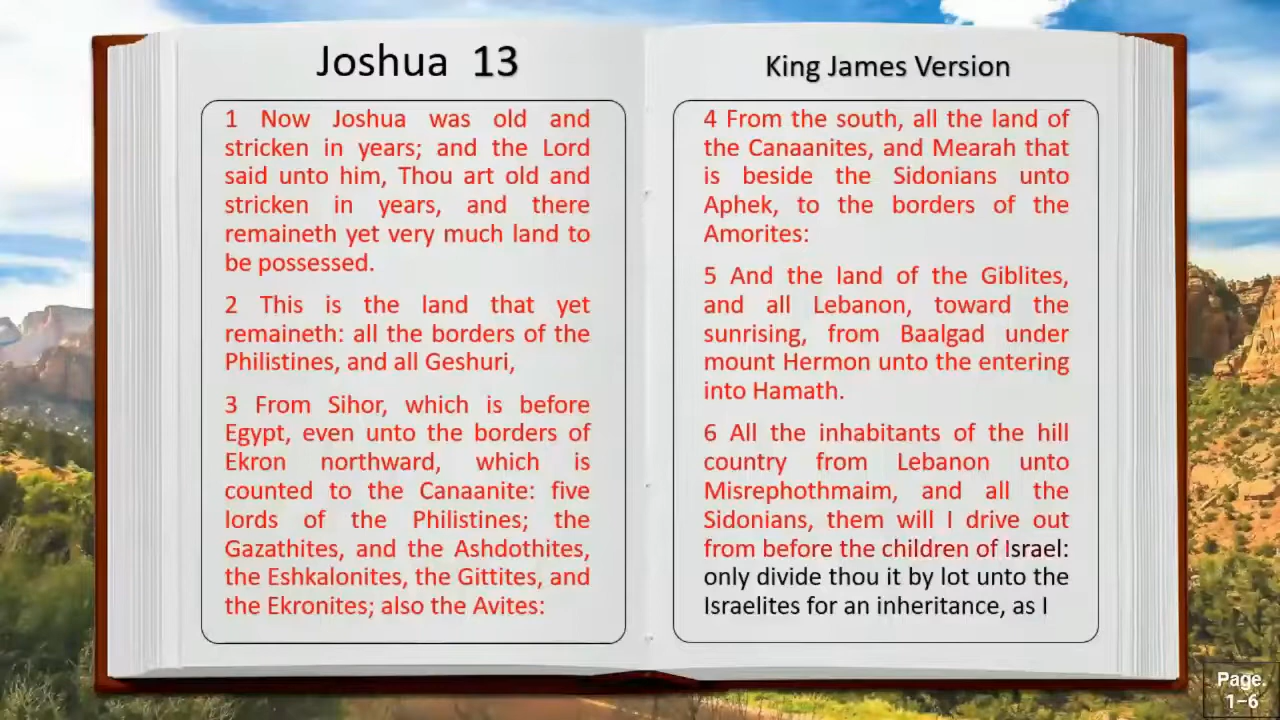 Joshua 13
1 Now Joshua was old and
stricken in years; and the Lord
said unto him, Thou art old and
stricken in years, and there
remaineth yet very much land to
be possessed.
2 This is the land that yet
remaineth: all the borders of the
Philistines, and all Geshuri,
3 From Sihor, which is before
Egypt, even unto the borders of
Ekron northward, which is
counted to the Canaanite: five
lords of the Philistines; the
Gazathites, and the Ashdothites,
the Eshkalonites, the Gittites, and
the Ekronites; also the Avites:
King James Version
4 From the south, all the land of
the Canaanites, and Mearah that
is beside the Sidonians unto
Aphek, to the borders of the
Amorites:
5 And the land of the Giblites,
and all Lebanon, toward the
sunrising, from Baalgad under
mount Hermon unto the entering
into Hamath.
6 All the inhabitants of the hill
country from Lebanon unto
Misrephothmaim, and all the
Sidonians, them will I drive out
from before the children of Israel:
only divide thou it by lot unto the
Israelites for an inheritance, as I
Page.
1-6